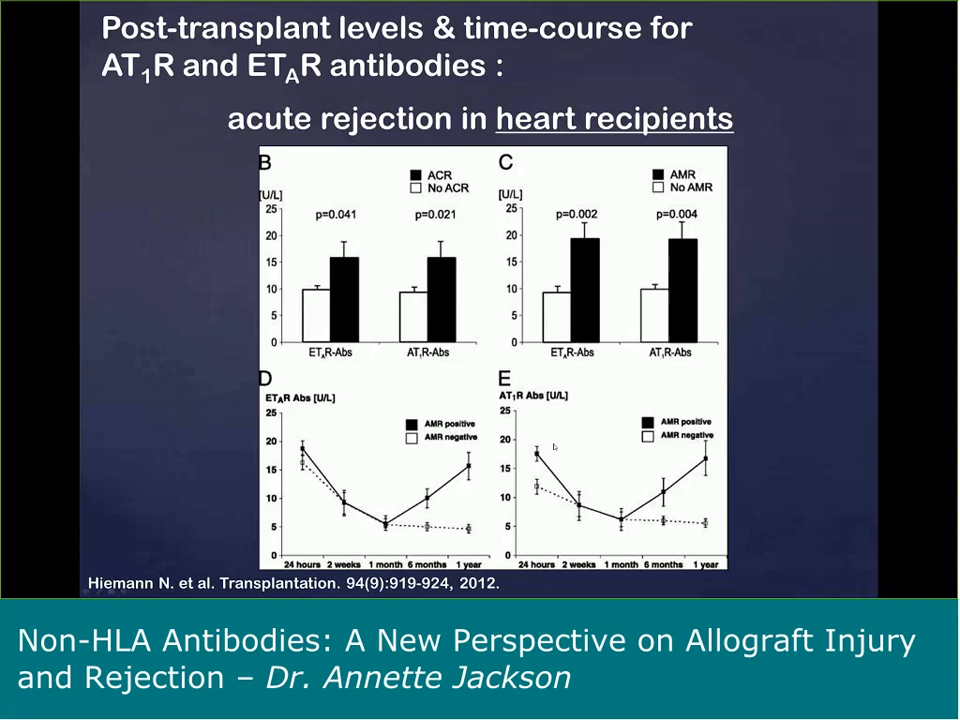 Post-transplant levels & time-course for
AT1R and ETAR antibodies :
acute rejection in heart recipients
B
ACR
No ACR
[U/L]
25
20
15
10
5
0
p=0.041
p=0.021
ETAR-Abs
AT1R-Abs
C
AMR
No AMR
[U/L]
25
20
15
10
5
0
p=0.002
p=0.004
ETAR-Abs
AT1R-Abs
D
ETAR Abs [U/L]
25
20
15
10
5
0
AMR positive
AMR negative
24 hours 2 weeks 1 month 6 months 1 year
E
AT1R Abs [U/L]
25
20
15
10
5
0
AMR positive
AMR negative
24 hours 2 weeks 1 month 6 months 1 year
Hiemann N. et al. Transplantation. 94(9):919-924, 2012.
Non-HLA Antibodies: A New Perspective on Allograft Injury
and Rejection – Dr. Annette Jackson